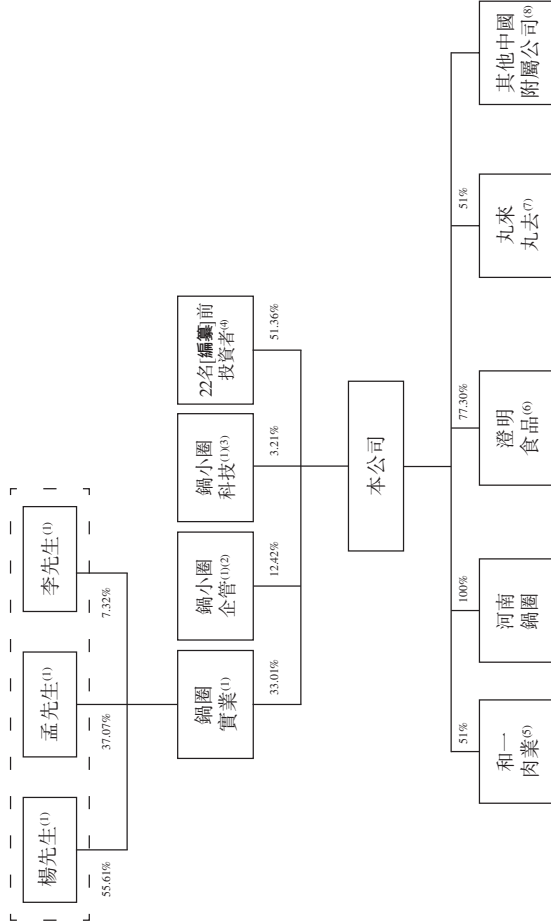 楊先生(1)
孟先生(1)
李先生(1)
55.61%
37.07%
7.32%
鍋圈
實業(1)
鍋小圈
企管(1)(2)
鍋小圈
科技(1)(3)
22名[編纂]前
投資者(4)
33.01%
12.42%
3.21%
51.36%
本公司
51%
100%
77.30%
51%
和一
肉業(5)
河南
鍋圈
澄明
食品(6)
丸來
丸去(7)
其他中國
附屬公司(8)